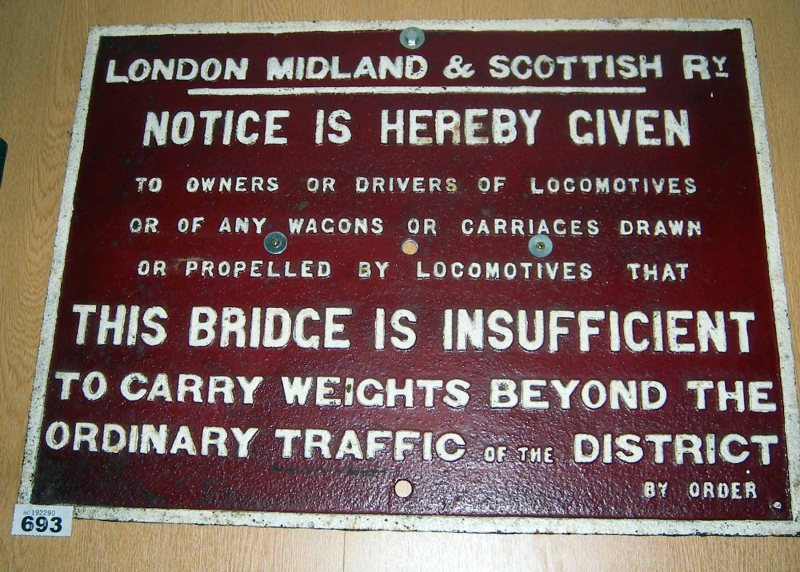 LONDON MIDLAND & SCOTTISH RY
NOTICE IS HEREBY GIVEN
TO OWNERS OR DRIVERS OF LOCOMOTIVES
OR OF ANY WAGONS OR CARRIAGES DRAWN
OR PROPELLED BY LOCOMOTIVES THAT
THIS BRIDGE IS INSUFFICIENT
TO CARRY WEIGHTS BEYOND THE
ORDINARY TRAFFIC OF THE DISTRICT
BY ORDER
192290
693